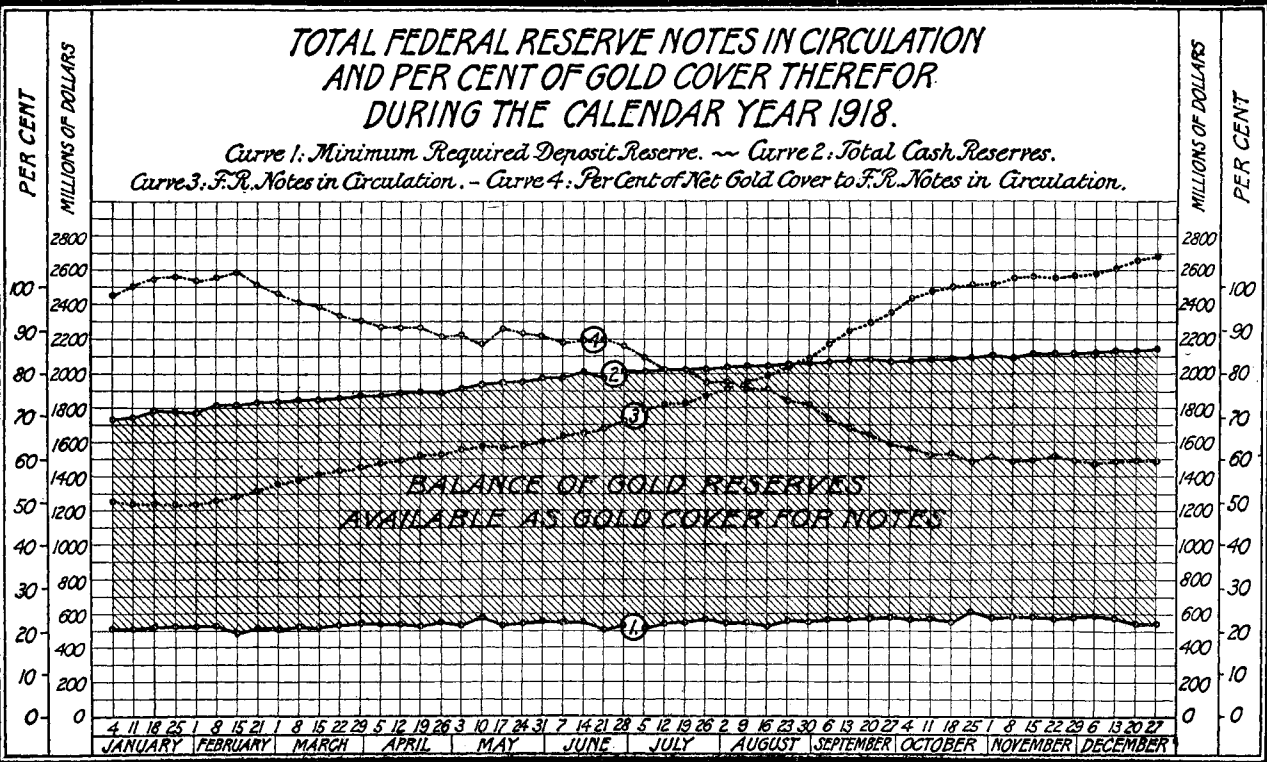 TOTAL FEDERAL RESERVE NOTES IN CIRCULATION
AND PER CENT OF GOLD COVER THEREFOR
DURING THE CALENDAR YEAR 1918.
Curve 1: Minimum Required Deposit Reserve. ~ Curve 2: Total Cash Reserves.
Curve 3: F.R. Notes in Circulation. - Curve 4: Per Cent of Net Gold Cover to F.R. Notes in Circulation.
PER CENT
MILLIONS OF DOLLARS
MILLIONS OF DOLLARS
PER CENT
2800 2800
2600 2600
100 100
2400 2400
90 90
2200 2200
4
80 2000 2000 80
2
1800 1800
70 70
3
1600 1600
60 60
1400 1400
BALANCE OF GOLD RESERVES
50 50
1200 1200
AVAILABLE AS GOLD COVER FOR NOTES
40 1000 1000 40
800 800
30 30
600 600
1.
20 20
400 400
10 10
200 200
0 0 0 0
4 11 18 25 1 8 15 21 1 8 15 22 29 5 12 19 26 3 10 17 24 31 7 14 21 28 5 12 19 26 2 9 16 23 30 6 13 20 27 4 11 18 25 1 8 15 22 29 6 13 20 27
JANUARY FEBRUARY MARCH APRIL MAY JUNE JULY AUGUST SEPTEMBER OCTOBER NOVEMBER DECEMBER